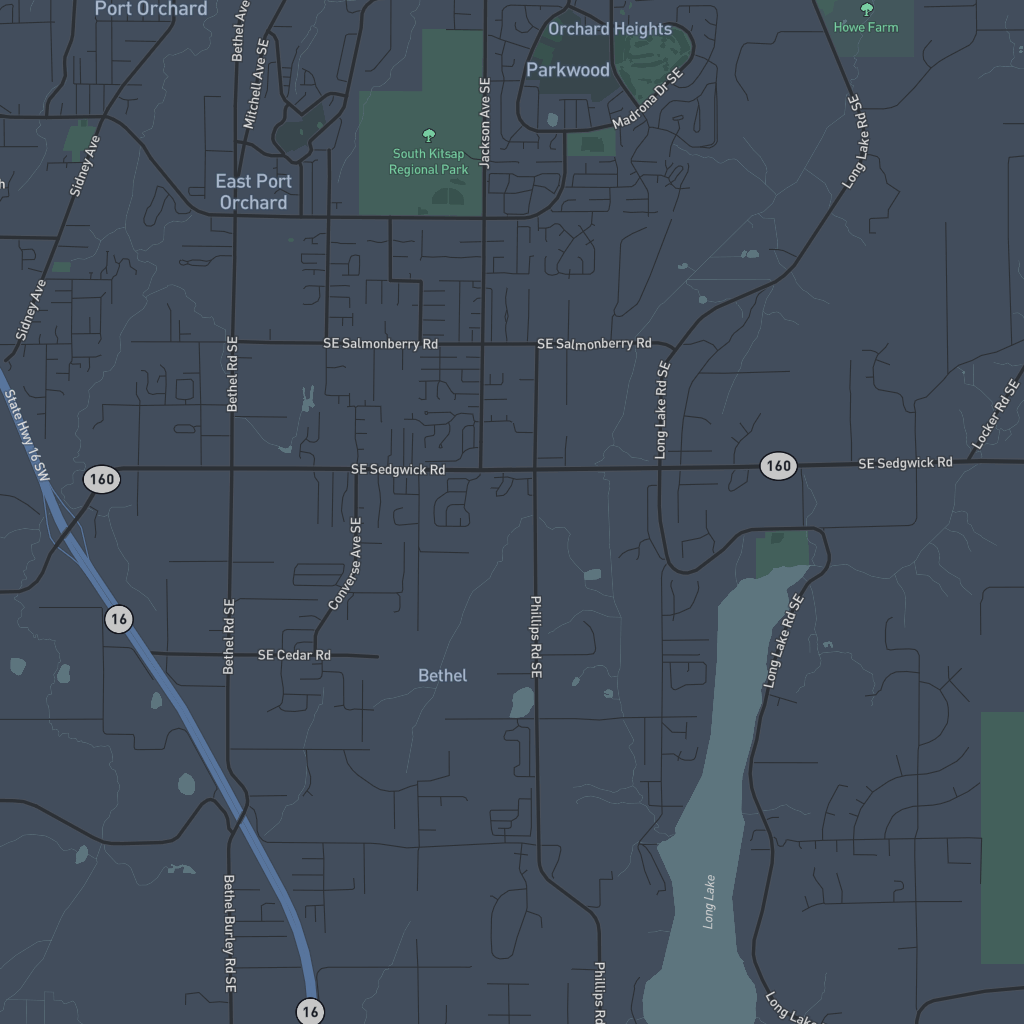 Port Orchard
Bethel Ave
Mitchell Ave SE
Orchard Heights
Parkwood
Madrona Dr SE
Howe Farm
Long Lake Rd SE
Jackson Ave SE
South Kitsap
Regional Park
Sidney Ave
h
East Port
Orchard
Sidney Ave
Bethel Rd SE
SE Salmonberry Rd
SE Salmonberry Rd
Long Lake Rd SE
Locker Rd SE
State Hwy 16 SW
160
SE Sedgwick Rd
160
SE Sedgwick Rd
Converse Ave SE
16
Bethel Rd SE
SE Cedar Rd
Phillips Rd SE
Long Lake Rd SE
Bethel
Long Lake
Bethel Burley Rd SE
Phillips Rd
Long Lake
16